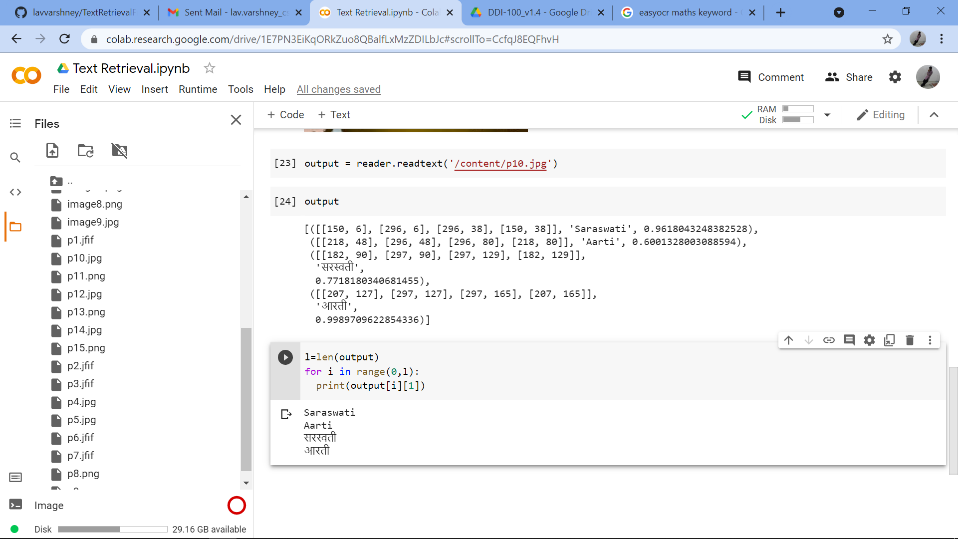 lavvarshney/TextRetrievalF
Sent Mail - lav.varshney_c
Text Retrieval.ipynb - Cola
DDI-100_v1.4 - Google D
easyocr maths keyword -
colab.research.google.com/drive/1E7PN3EiKqORkZuo8QBaIfLxMzZDILbJc#scrollTo=CcfqJ8EQFhvH
Text Retrieval.ipynb
Comment
Share
File Edit View Insert Runtime Tools Help All changes saved
Files
+ Code + Text
RAM
Disk
Editing
..
image8.png
image9.jpg
p1.jfif
p10.jpg
p11.png
p12.jpg
p13.png
p14.jpg
p15.png
p2.jfif
p3.jfif
p4.jpg
p5.jpg
p6.jfif
p7.jfif
p8.png
Image
Disk 29.16 GB available
[23] output = reader.readtext('/content/p10.jpg')
[24] output
[([[150, 6], [296, 6], [296, 38], [150, 38]], 'Saraswati', 0.9618043248382528),
([[218, 48], [296, 48], [296, 80], [218, 80]], 'Aarti', 0.6001328003088594),
([[182, 90], [297, 90], [297, 129], [182, 129]],
'सरस्वती',
0.7718180340681455),
([[207, 127], [297, 127], [297, 165], [207, 165]],
'आरती',
0.9989709622854336)]
l=len(output)
for i in range(0,l):
print(output[i][1])
Saraswati
Aarti
सरस्वती
आरती